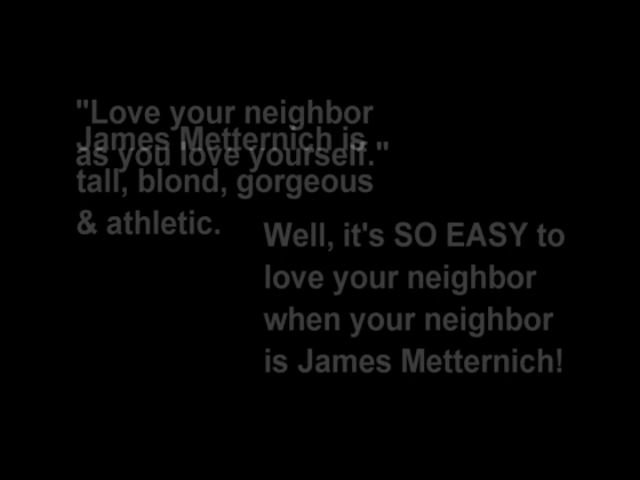 "Love your neighbor
as you love yourself."
James Metternich is
tall, blond, gorgeous
& athletic.
Well, it's SO EASY to
love your neighbor
when your neighbor
is James Metternich!